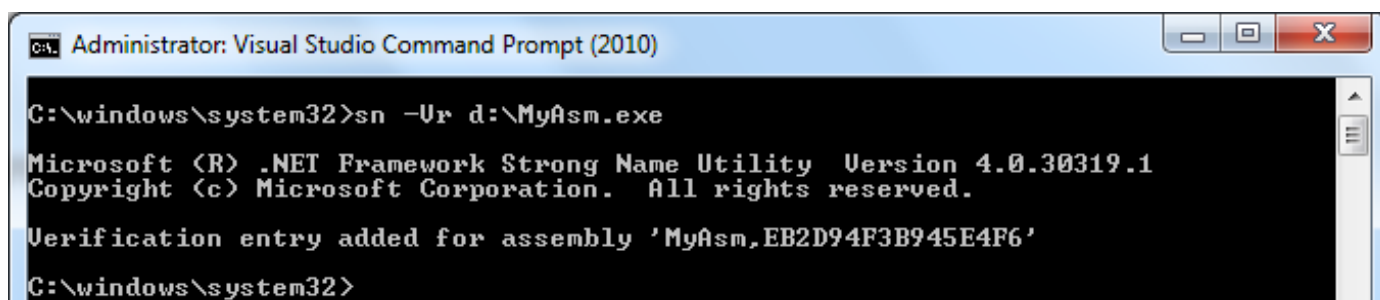 Administrator: Visual Studio Command Prompt (2010)
C:\windows\system32>sn -Vr d:\MyAsm.exe
Microsoft (R) .NET Framework Strong Name Utility  Version 4.0.30319.1
Copyright (c) Microsoft Corporation.  All rights reserved.
Verification entry added for assembly 'MyAsm,EB2D94F3B945E4F6'
C:\windows\system32>